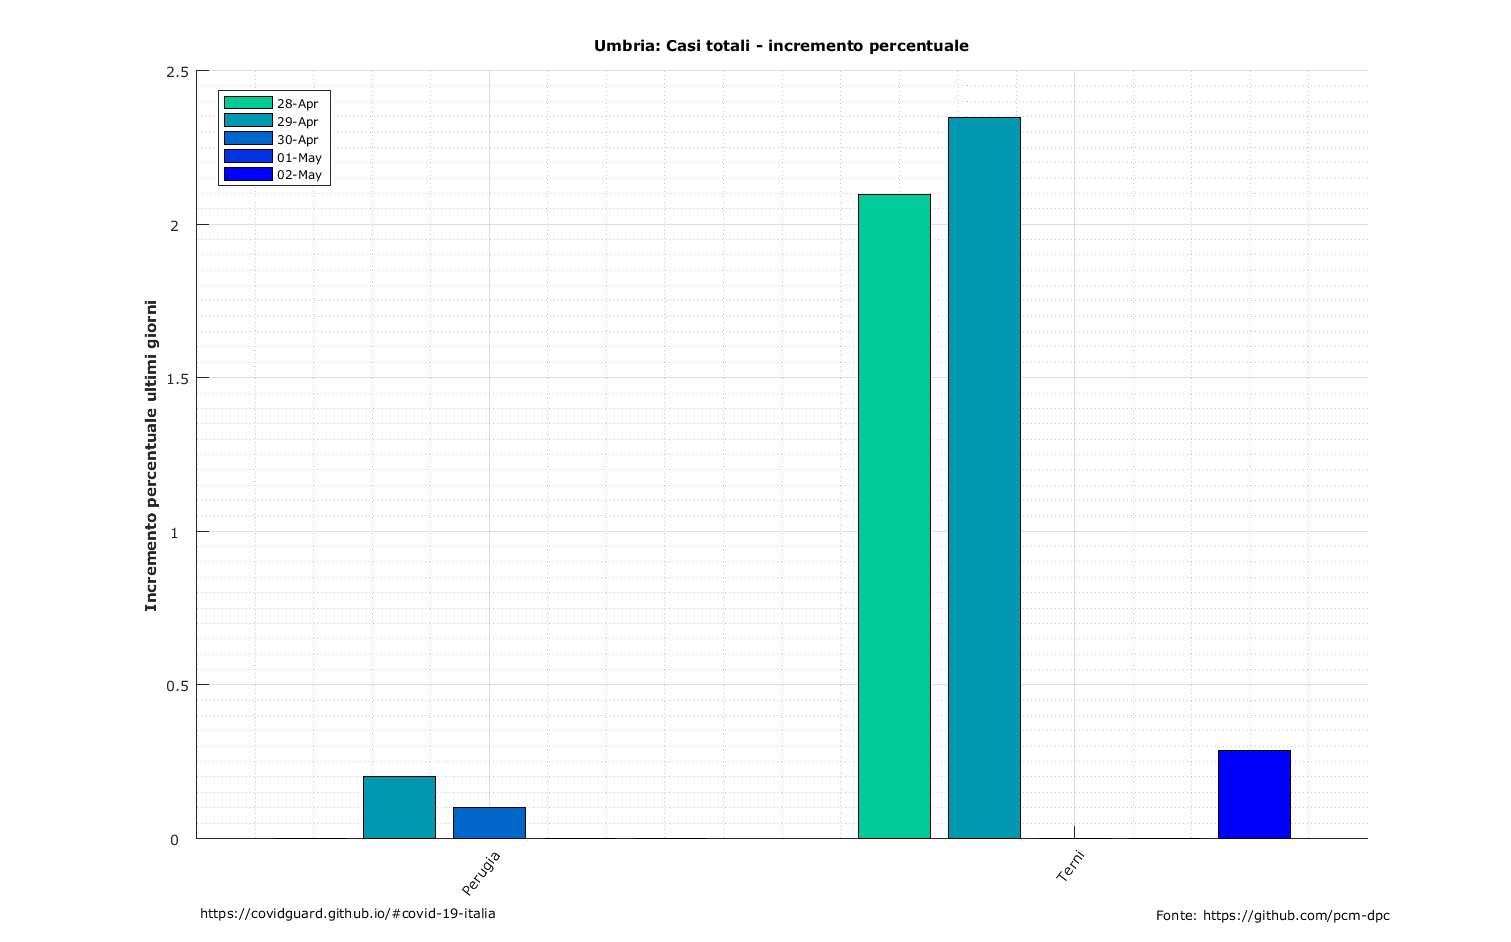 Umbria: Casi totali - incremento percentuale
2.5
2
1.5
1
0.5
0
Incremento percentuale ultimi giorni
28-Apr
29-Apr
30-Apr
01-May
02-May
Perugia
Terni
https://covidguard.github.io/#covid-19-italia
Fonte: https://github.com/pcm-dpc